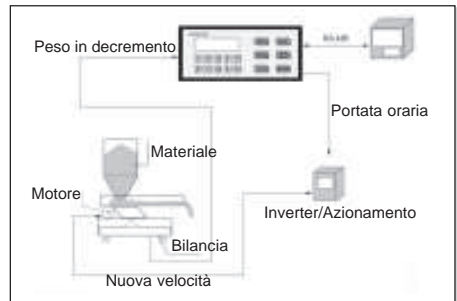 Peso in decremento
Portata oraria
Materiale
Motore
Inverter/Azionamento
Bilancia
Nuova velocità